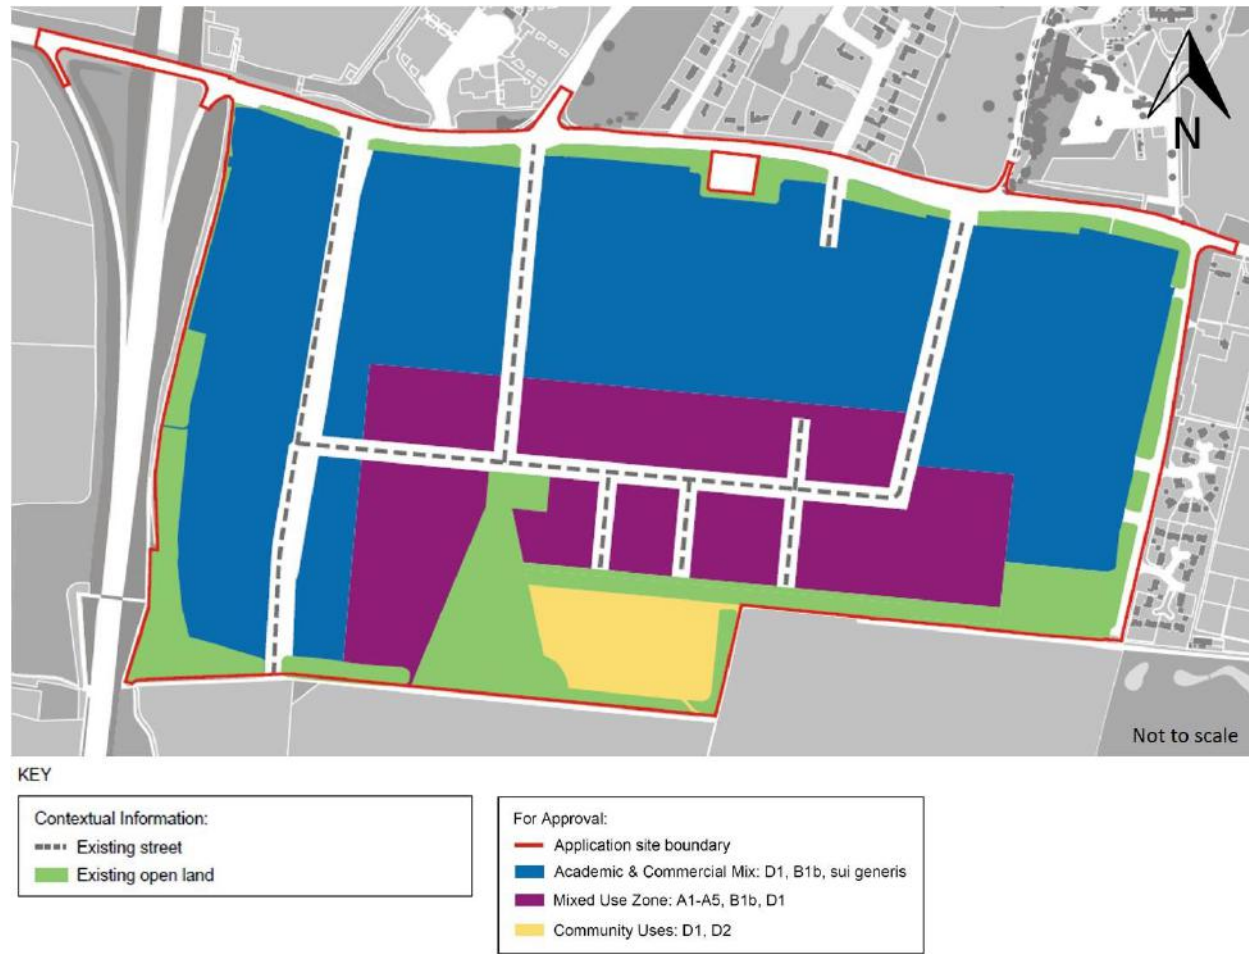 N
Not to scale
KEY
Contextual Information:
Existing street
Existing open land
For Approval:
Application site boundary
Academic & Commercial Mix: D1, B1b, sui generis
Mixed Use Zone: A1-A5, B1b, D1
Community Uses: D1, D2